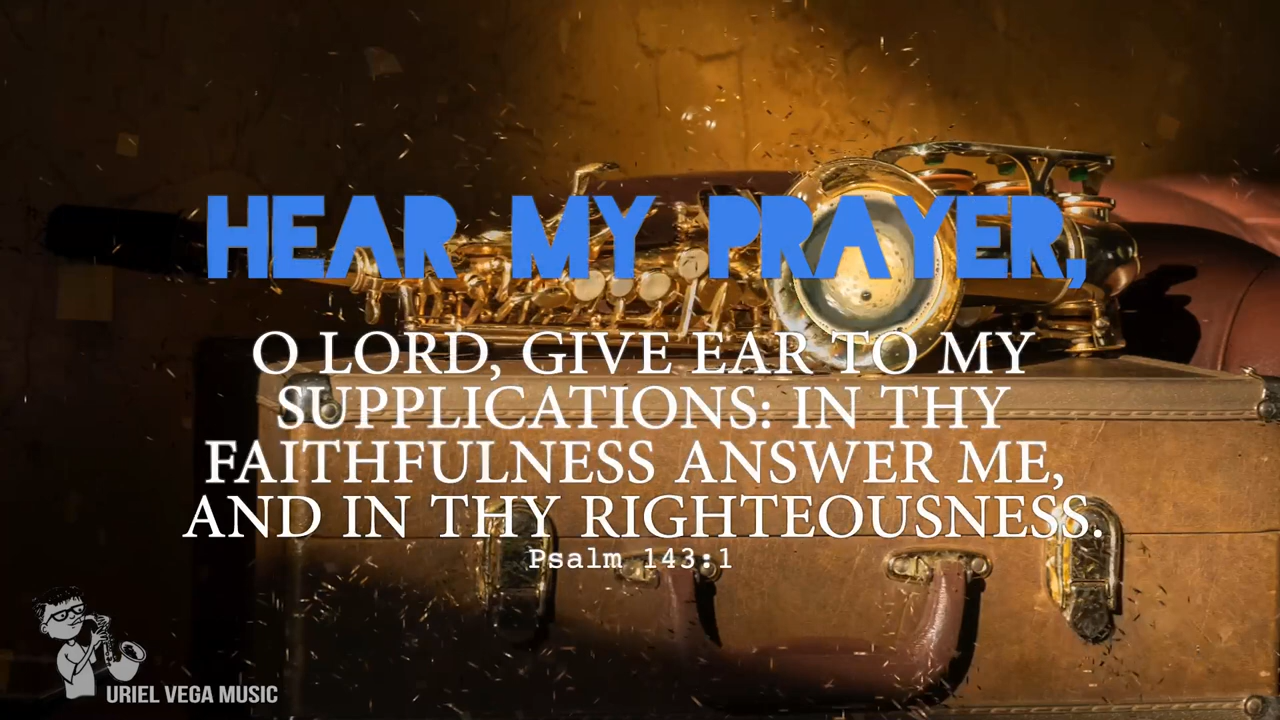 HEAR MY PRAYER,
O LORD, GIVE EAR TO MY
SUPPLICATIONS: IN THY
FAITHFULNESS ANSWER ME,
AND IN THY RIGHTEOUSNESS.
Psalm 143:1
URIEL VEGA MUSIC